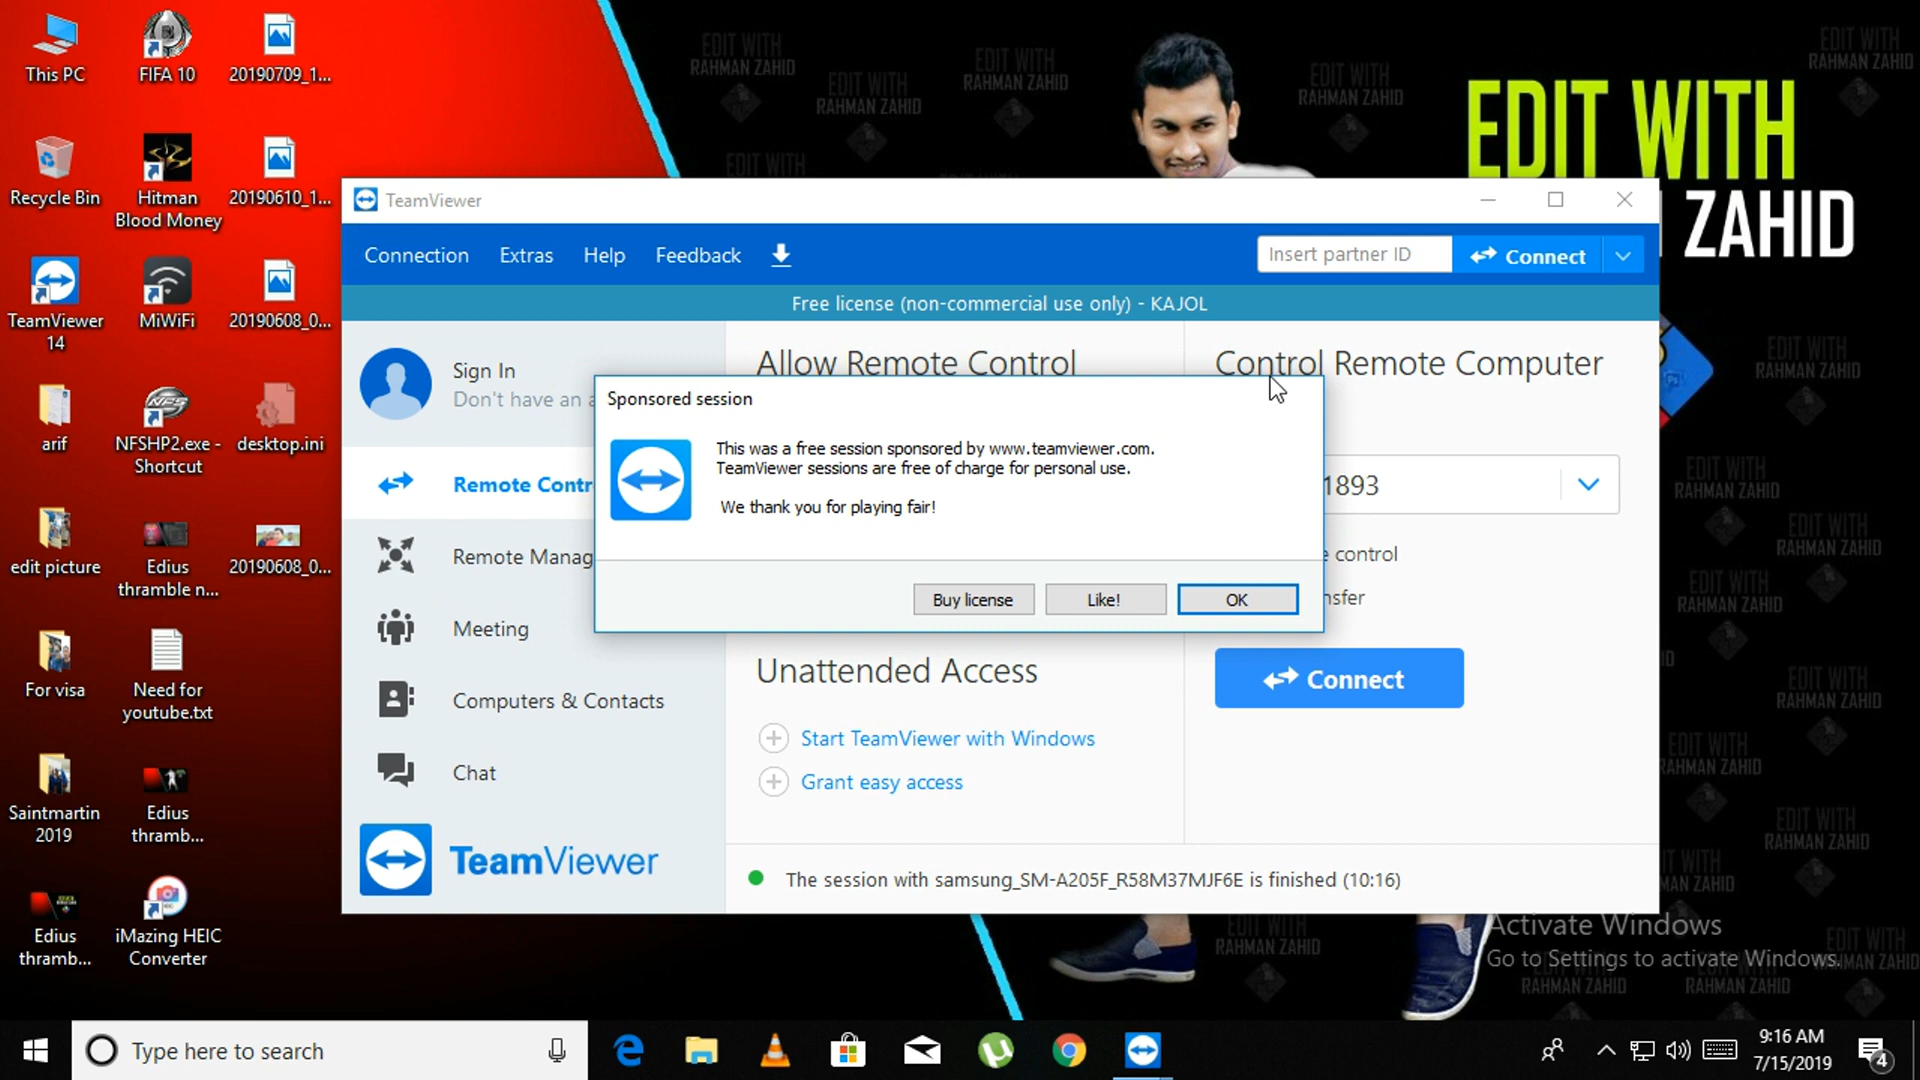 This PC
FIFA 10
20190709_1...
Recycle Bin
Hitman
Blood Money
20190610_1...
TeamViewer
14
MiWiFi
20190608_0...
arif
NFSHP2.exe -
Shortcut
desktop.ini
edit picture
Edius
thramble n...
20190608_0...
For visa
Need for
youtube.txt
Saintmartin
2019
Edius
thramb...
Edius
thramb...
iMazing HEIC
Converter
EDIT WITH
ZAHID
EDIT WITH
RAHMAN ZAHID
TeamViewer
Connection
Extras
Help
Feedback
Insert partner ID
Connect
Free license (non-commercial use only) - KAJOL
Sign In
Don't have an a
Remote Contr
Remote Manag
Meeting
Computers & Contacts
Chat
TeamViewer
Allow Remote Control
Control Remote Computer
1893
control
Connect
Sponsored session
This was a free session sponsored by www.teamviewer.com.
TeamViewer sessions are free of charge for personal use.
We thank you for playing fair!
Buy license
Like!
OK
Unattended Access
Start TeamViewer with Windows
Grant easy access
The session with samsung_SM-A205F_R58M37MJF6E is finished (10:16)
Activate Windows
Go to Settings to activate Windows.
Type here to search
9:16 AM
7/15/2019
4